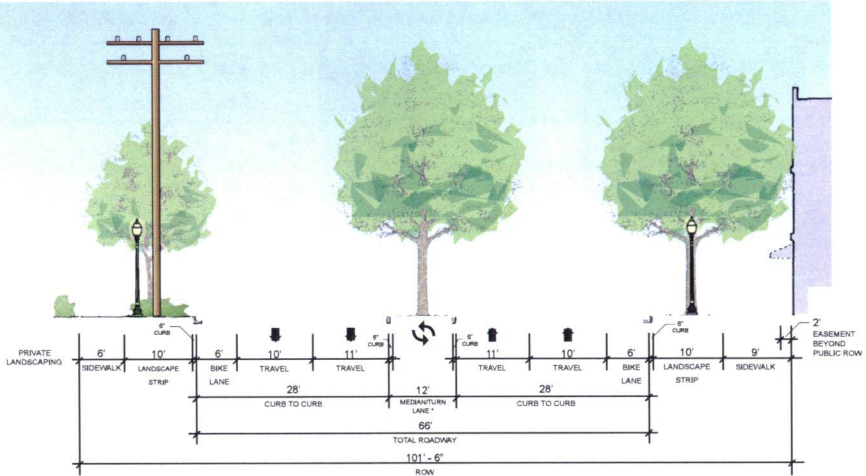 6"
CURB
6"
CURB
6"
CURB
6"
CURB
2'
EASEMENT
BEYOND
PUBLIC ROW
PRIVATE
LANDSCAPING
6' 10' 6' 10' 11' 11' 10' 6' 10' 9'
SIDEWALK LANDSCAPE STRIP BIKE LANE TRAVEL TRAVEL TRAVEL TRAVEL BIKE LANE LANDSCAPE STRIP SIDEWALK
28' 12' 28'
CURB TO CURB MEDIAN/TURN LANE * CURB TO CURB
66'
TOTAL ROADWAY
101' - 6"
ROW